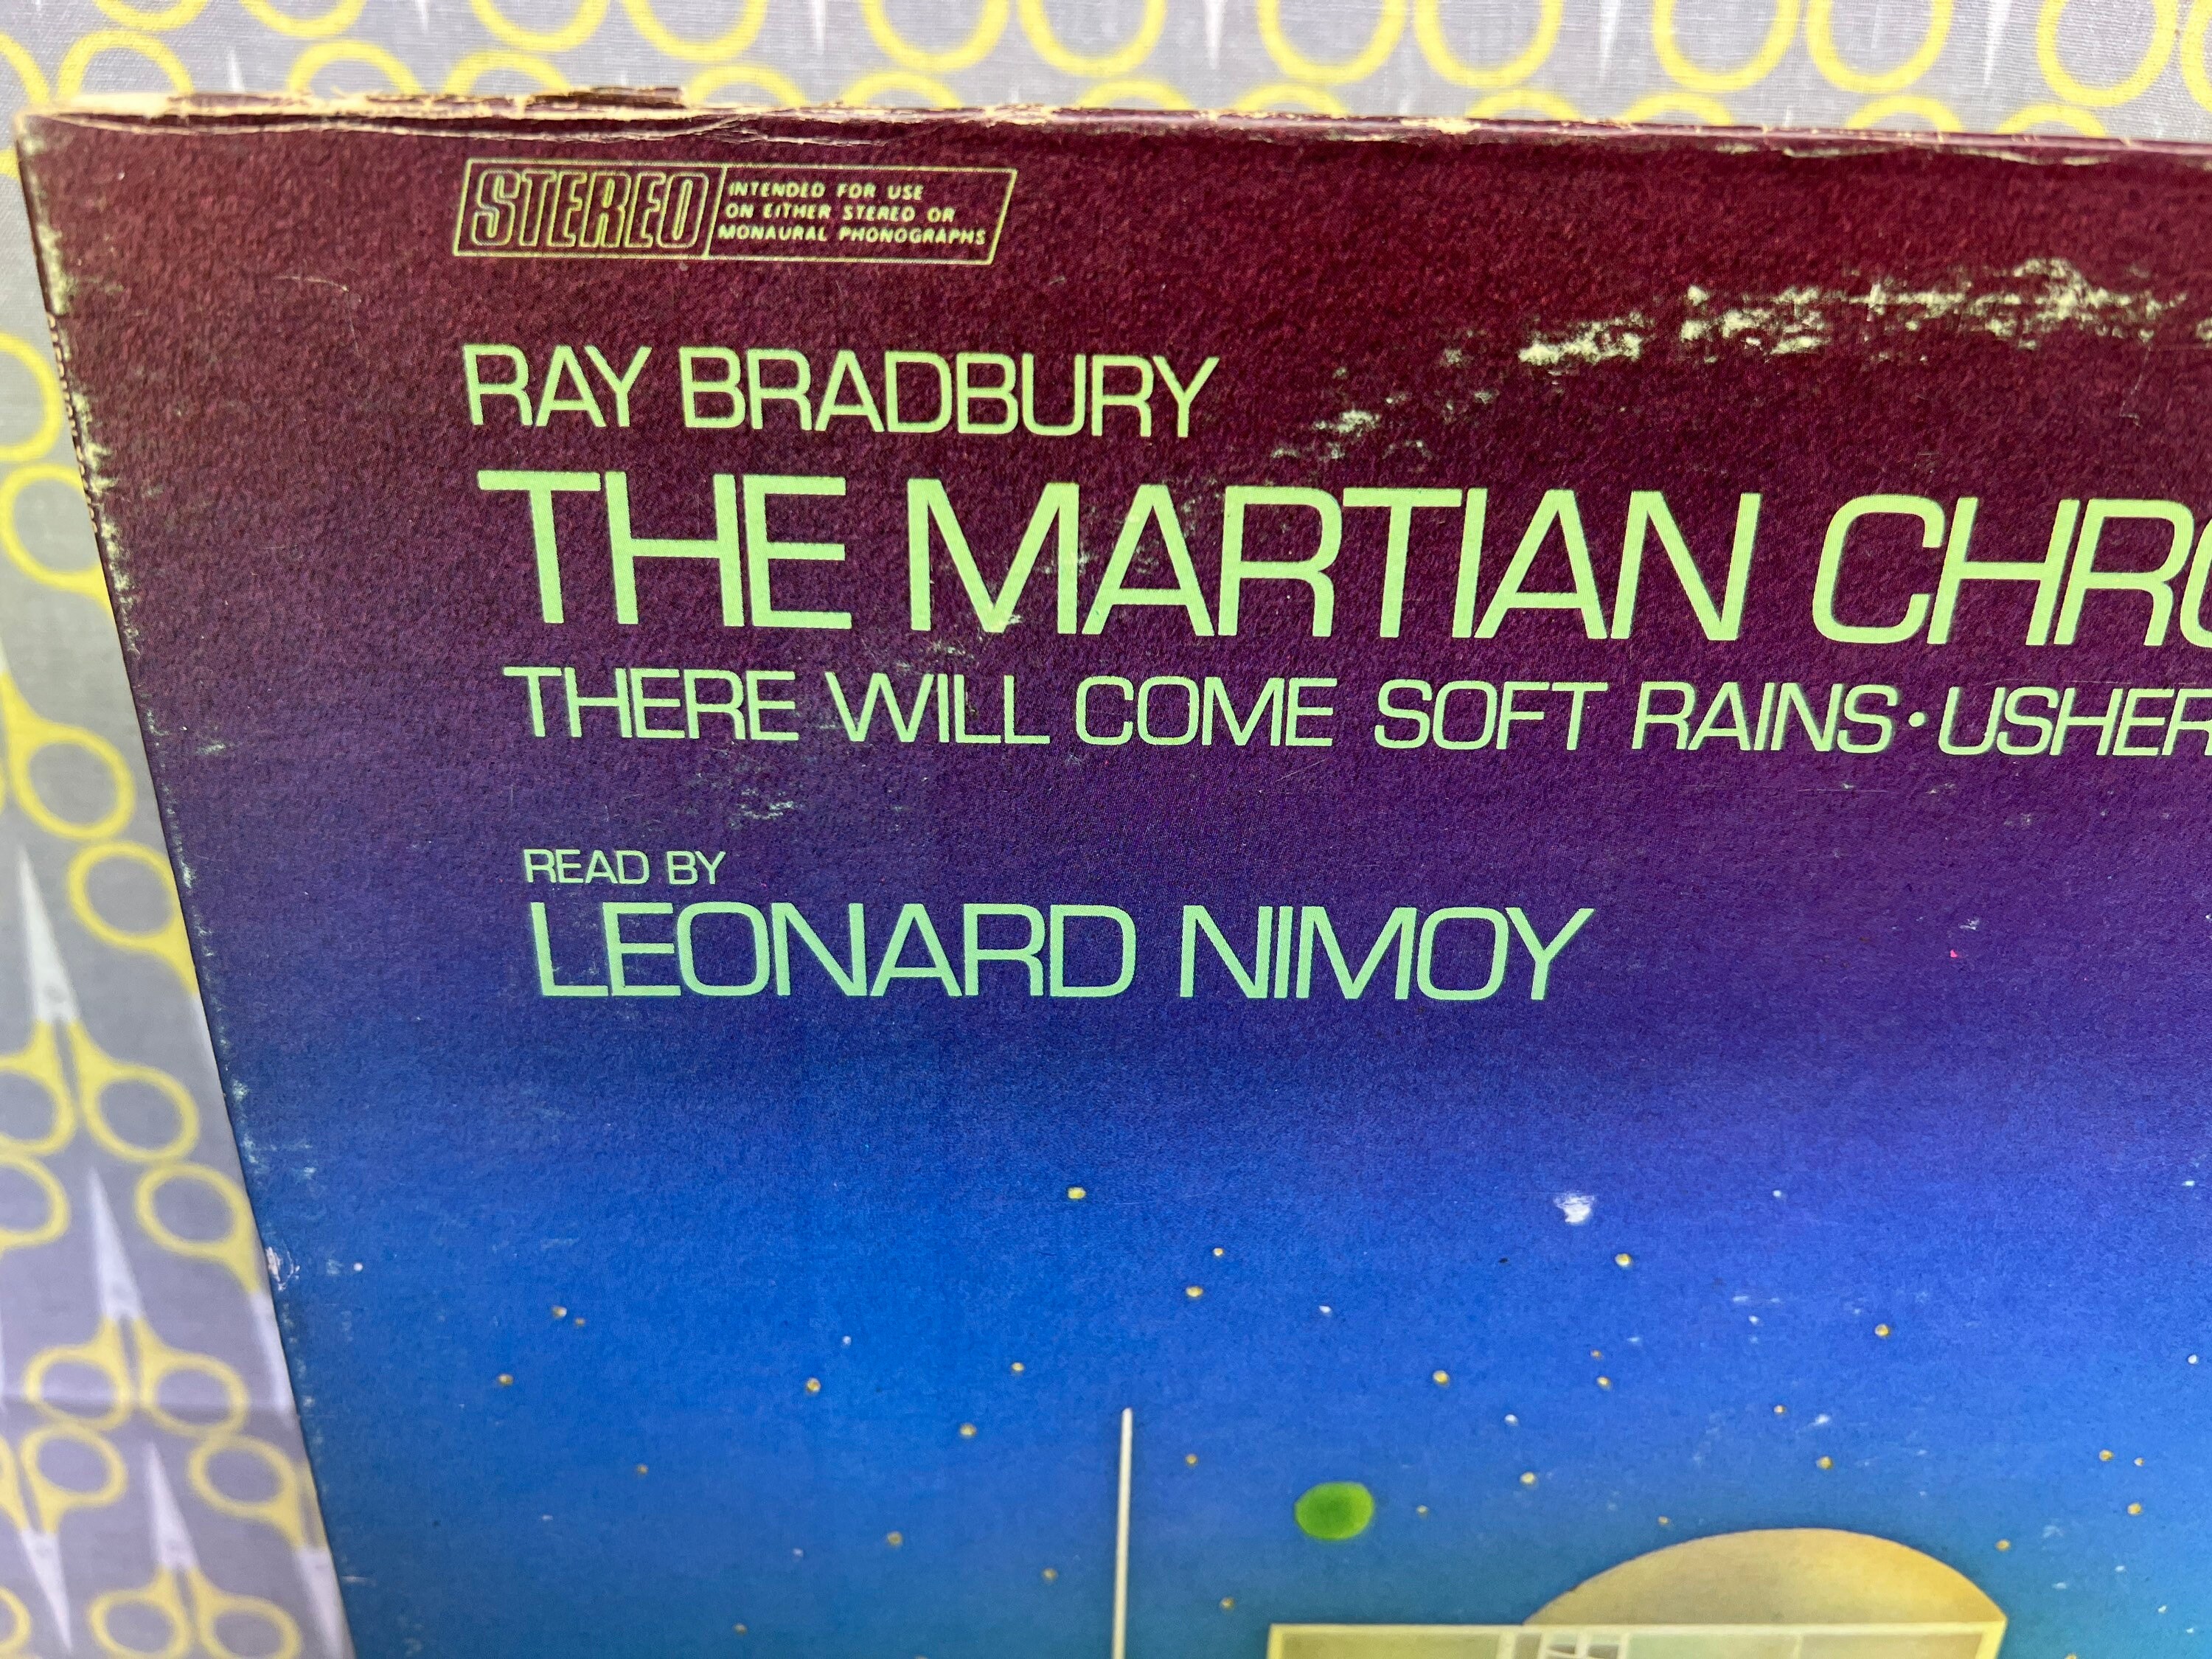 STEREO
INTENDED FOR USE
ON EITHER STEREO OR
MONAURAL PHONOGRAPHS
RAY BRADBURY
THE MARTIAN CHRO
THERE WILL COME SOFT RAINS·USHER
READ BY
LEONARD NIMOY